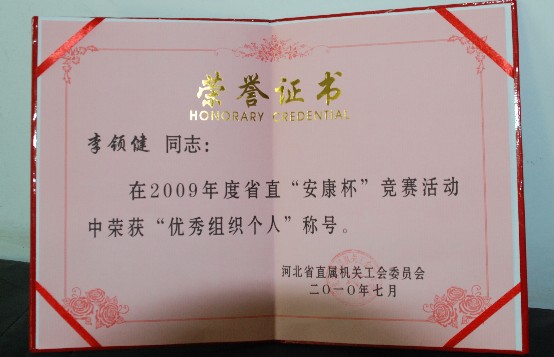 荣誉证书
HONORARY CREDENTIAL
李领健 同志：
在2009年度省直“安康杯”竞赛活动
中荣获“优秀组织个人”称号。
河北省直属机关工会委员会
二〇一〇年七月